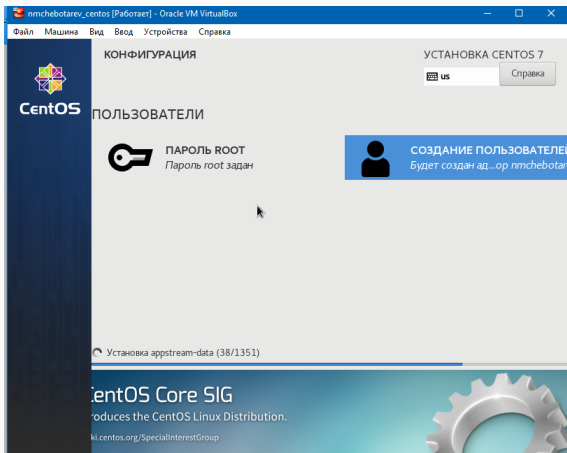 nmchebotarev_centos [Работает] - Oracle VM VirtualBox
Файл Машина Вид Ввод Устройства Справка
КОНФИГУРАЦИЯ
УСТАНОВКА CENTOS 7
us
Справка
CentOS
ПОЛЬЗОВАТЕЛИ
ПАРОЛЬ ROOT
Пароль root задан
СОЗДАНИЕ ПОЛЬЗОВАТЕЛЕЙ
Будет создан ад...ор nmchebotar
Установка appstream-data (38/1351)
CentOS Core SIG
roduces the CentOS Linux Distribution.
ki.centos.org/SpecialInterestGroup